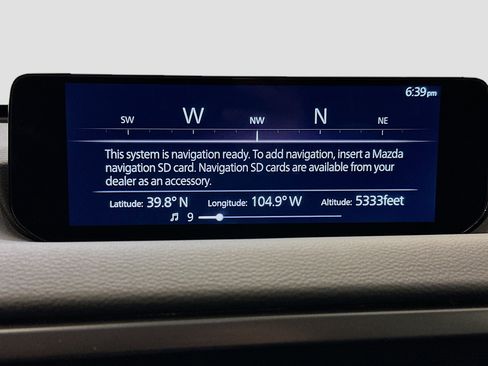 6:39pm
SW W NW N NE
This system is navigation ready. To add navigation, insert a Mazda
navigation SD card. Navigation SD cards are available from your
dealer as an accessory.
Latitude: 39.8° N Longitude: 104.9° W Altitude: 5333feet
9